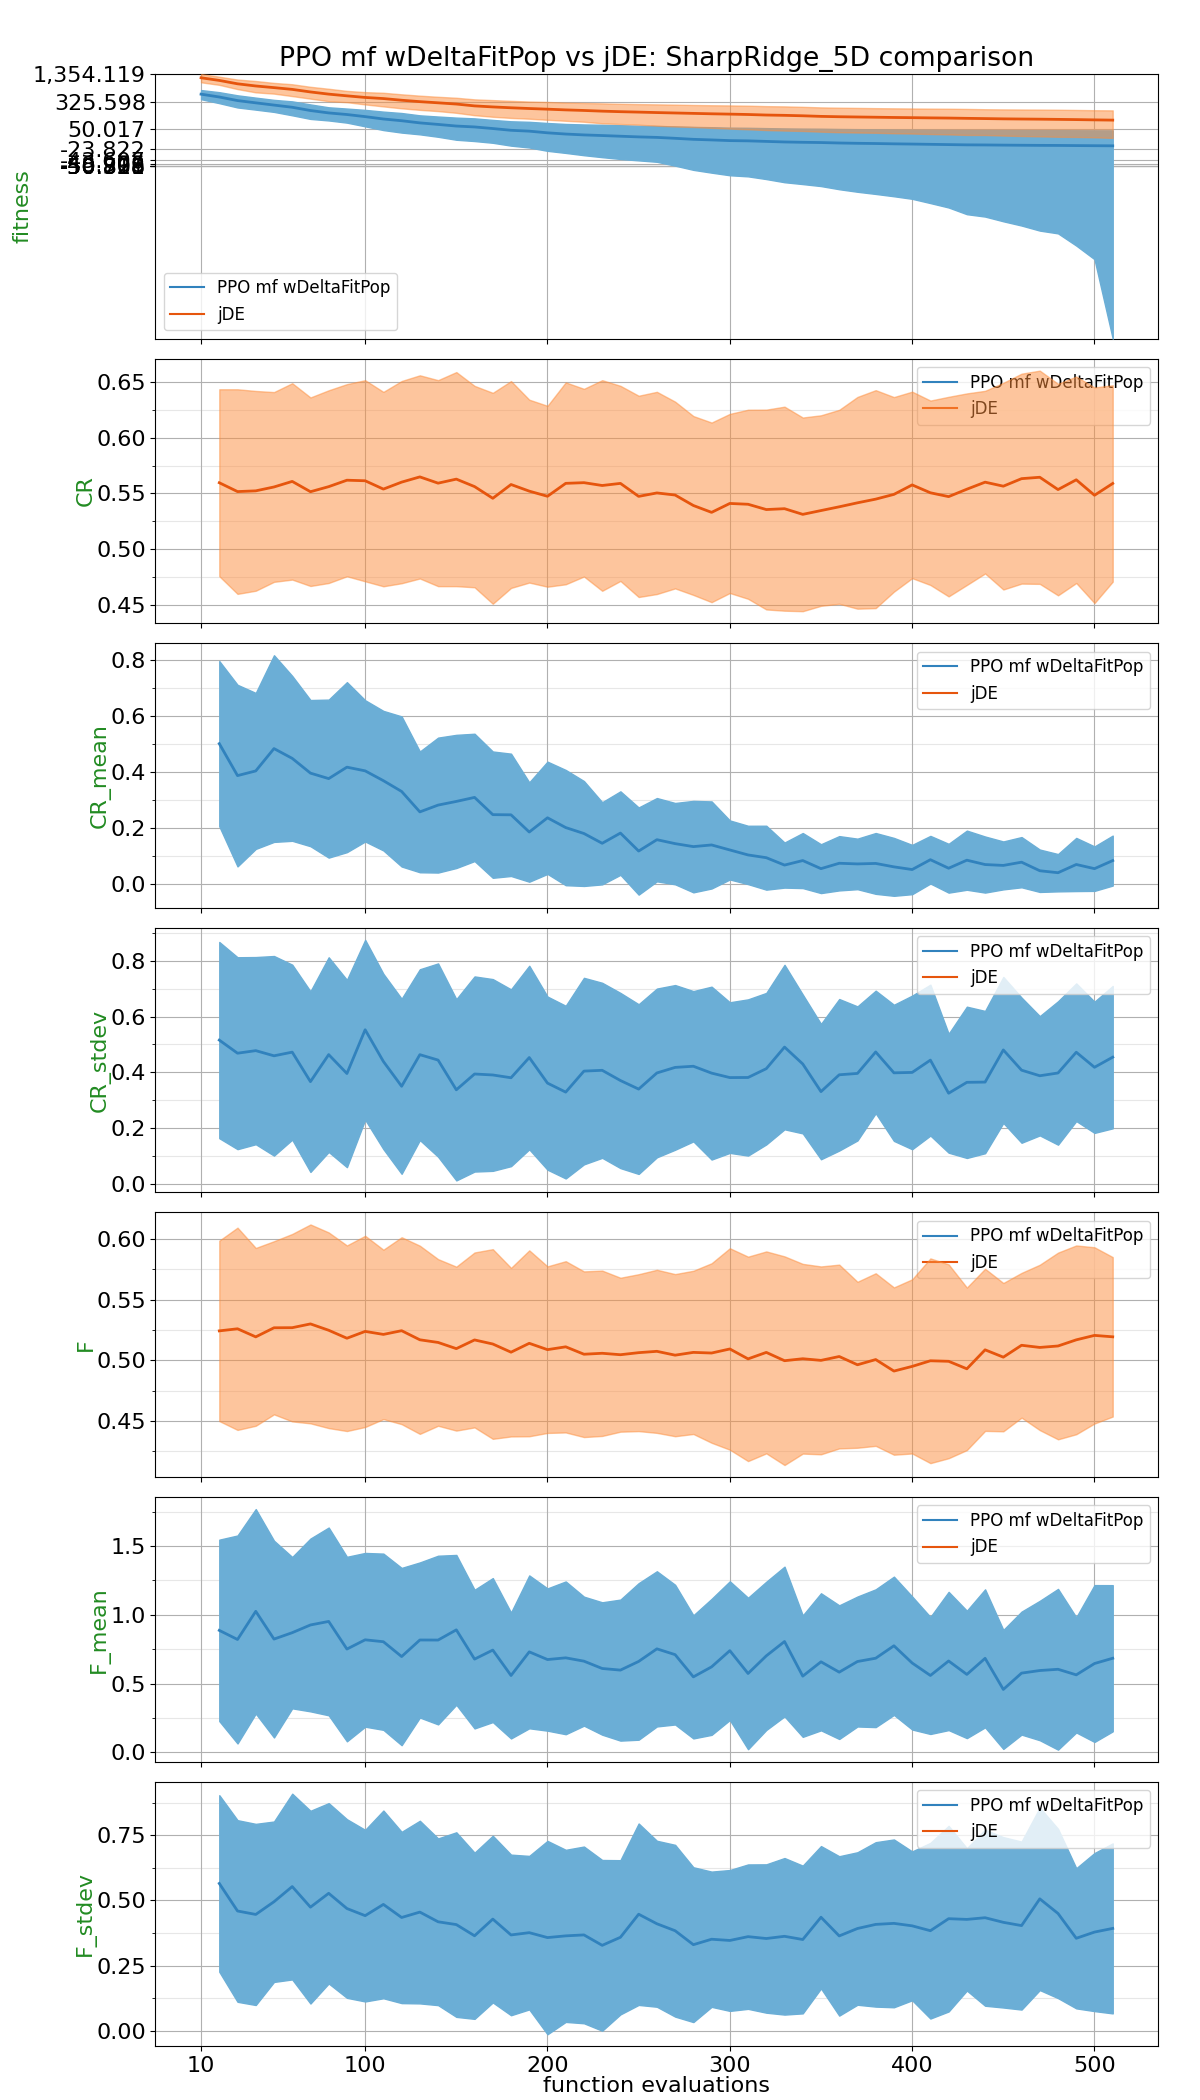 PPO mf wDeltaFitPop vs jDE: SharpRidge_5D comparison
1,354.119
325.598
50.017
-23.822
fitness
PPO mf wDeltaFitPop
jDE
0.65
0.60
0.55
0.50
0.45
CR
PPO mf wDeltaFitPop
jDE
0.8
0.6
0.4
0.2
0.0
CR_mean
PPO mf wDeltaFitPop
jDE
0.8
0.6
0.4
0.2
0.0
CR_stdev
PPO mf wDeltaFitPop
jDE
0.60
0.55
0.50
0.45
F
PPO mf wDeltaFitPop
jDE
1.5
1.0
0.5
0.0
F_mean
PPO mf wDeltaFitPop
jDE
0.75
0.50
0.25
0.00
F_stdev
PPO mf wDeltaFitPop
jDE
10 100 200 300 400 500
function evaluations